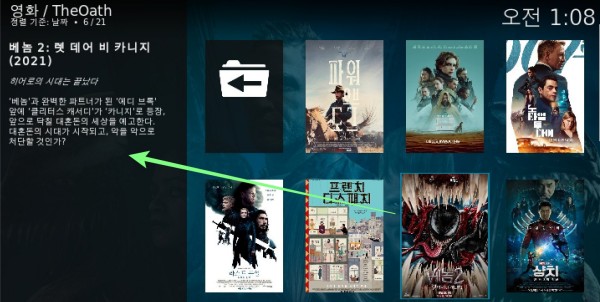 영화 / TheOath
정렬 기준: 날짜 • 6 / 21
오전 1:08
베놈 2: 렛 데어 비 카니지
(2021)
히어로의 시대는 끝났다
'베놈'과 완벽한 파트너가 된 '에디 브록'
앞에 '클리터스 캐서디'가 '카니지'로 등장,
앞으로 닥칠 대혼돈의 세상을 예고한다.
대혼돈의 시대가 시작되고, 악을 악으로
처단할 것인가?
파워
오브
도그
007
노 타임
투
다이
라스트 듀얼
프렌치
디스패치
베놈2
샹치